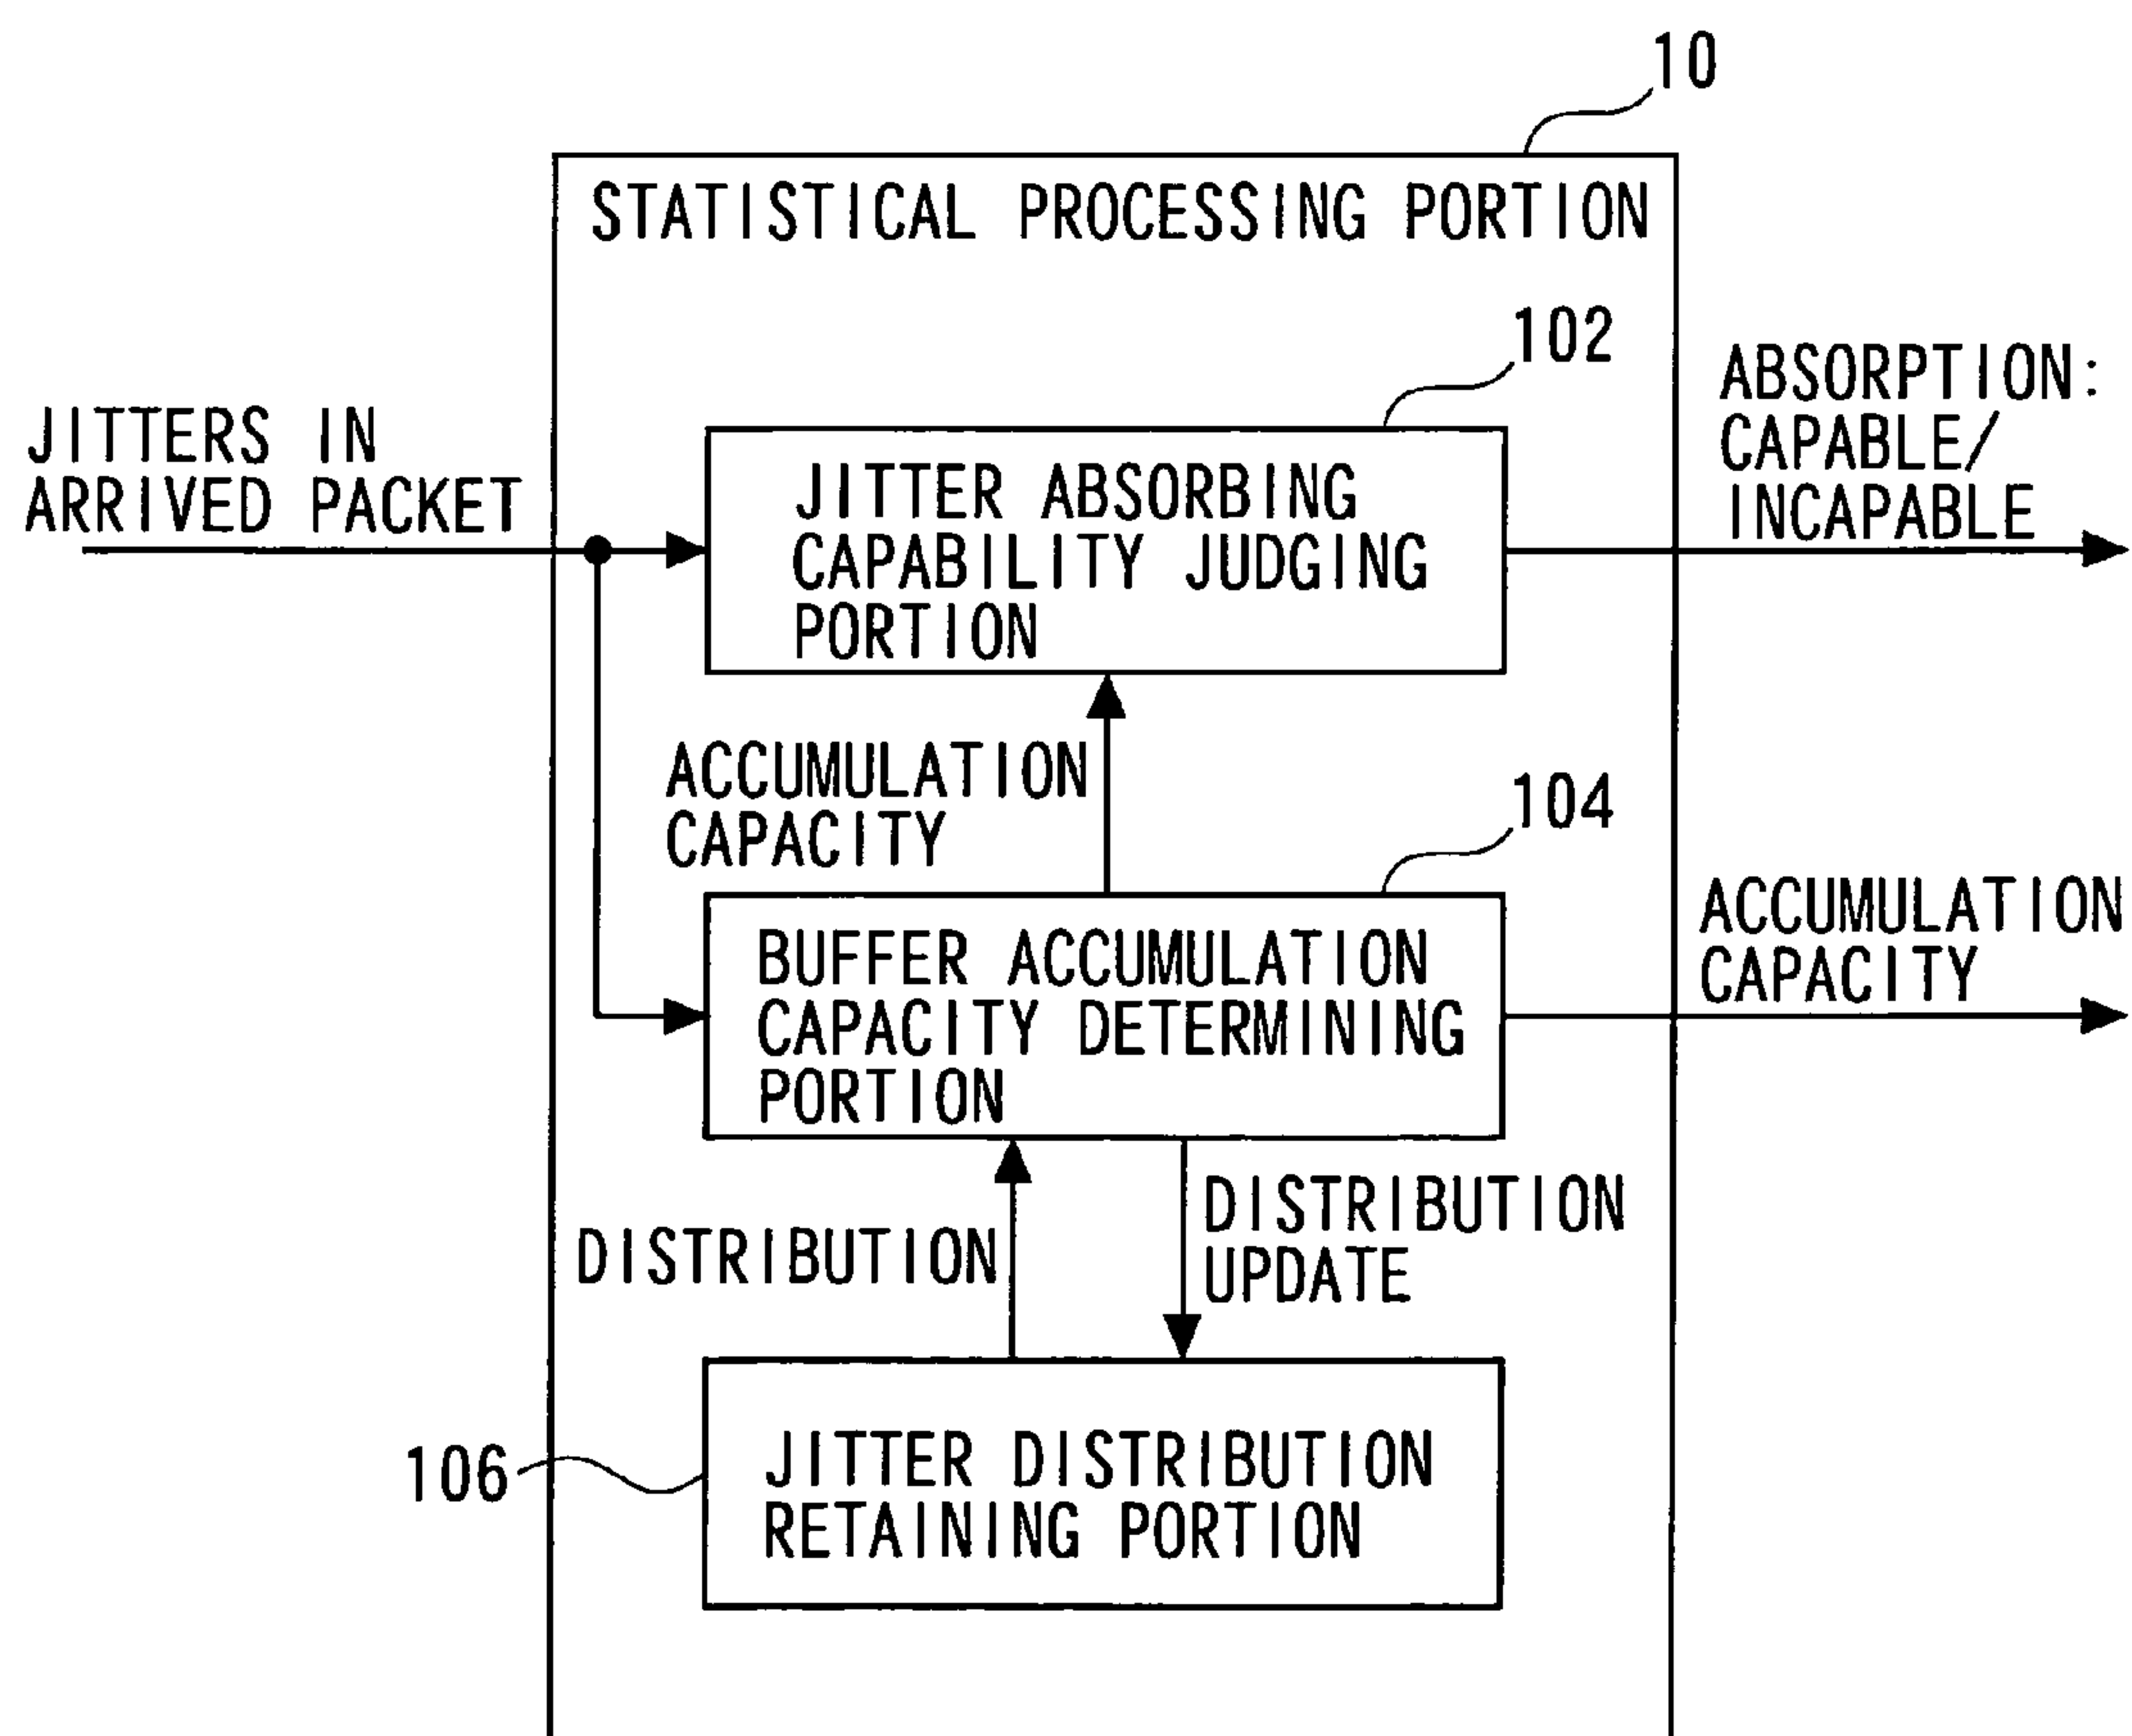 10
STATISTICAL PROCESSING PORTION
102
JITTERS IN
ARRIVED PACKET
JITTER ABSORBING
CAPABILITY JUDGING
PORTION
ABSORPTION:
CAPABLE/
INCAPABLE
ACCUMULATION
CAPACITY
104
BUFFER ACCUMULATION
CAPACITY DETERMINING
PORTION
ACCUMULATION
CAPACITY
DISTRIBUTION
DISTRIBUTION
UPDATE
106
JITTER DISTRIBUTION
RETAINING PORTION